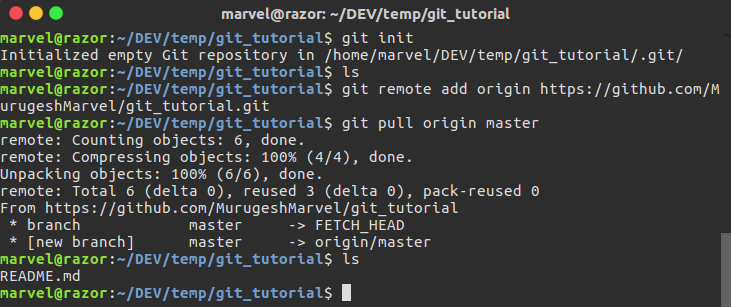 marvel@razor: ~/DEV/temp/git_tutorial
marvel@razor:~/DEV/temp/git_tutorial$ git init
Initialized empty Git repository in /home/marvel/DEV/temp/git_tutorial/.git/
marvel@razor:~/DEV/temp/git_tutorial$ ls
marvel@razor:~/DEV/temp/git_tutorial$ git remote add origin https://github.com/M
urugeshMarvel/git_tutorial.git
marvel@razor:~/DEV/temp/git_tutorial$ git pull origin master
remote: Counting objects: 6, done.
remote: Compressing objects: 100% (4/4), done.
Unpacking objects: 100% (6/6), done.
remote: Total 6 (delta 0), reused 3 (delta 0), pack-reused 0
From https://github.com/MurugeshMarvel/git_tutorial
 * branch            master     -> FETCH_HEAD
 * [new branch]      master     -> origin/master
marvel@razor:~/DEV/temp/git_tutorial$ ls
README.md
marvel@razor:~/DEV/temp/git_tutorial$